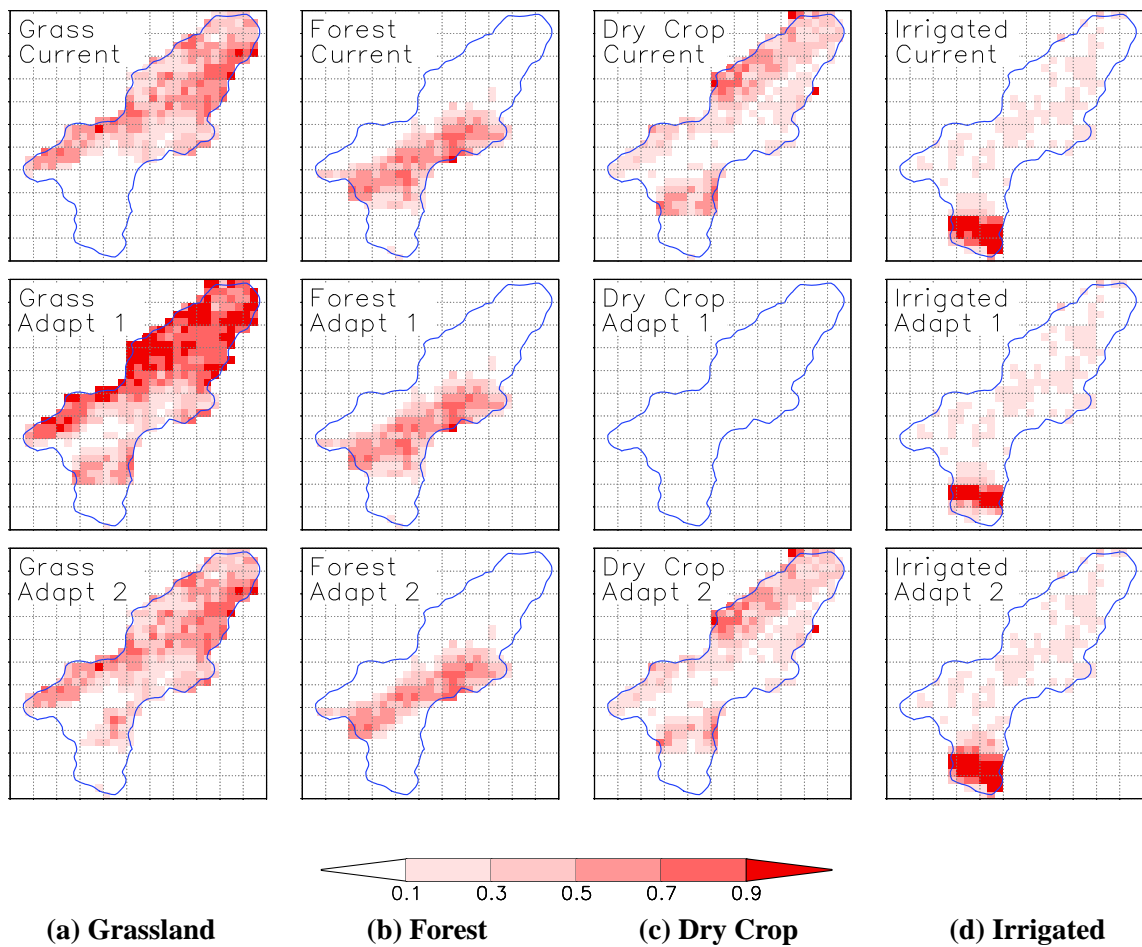 Grass
Current
Forest
Current
Dry Crop
Current
Irrigated
Current
Grass
Adapt 1
Forest
Adapt 1
Dry Crop
Adapt 1
Irrigated
Adapt 1
Grass
Adapt 2
Forest
Adapt 2
Dry Crop
Adapt 2
Irrigated
Adapt 2
0.1 0.3 0.5 0.7 0.9
(a) Grassland (b) Forest (c) Dry Crop (d) Irrigated